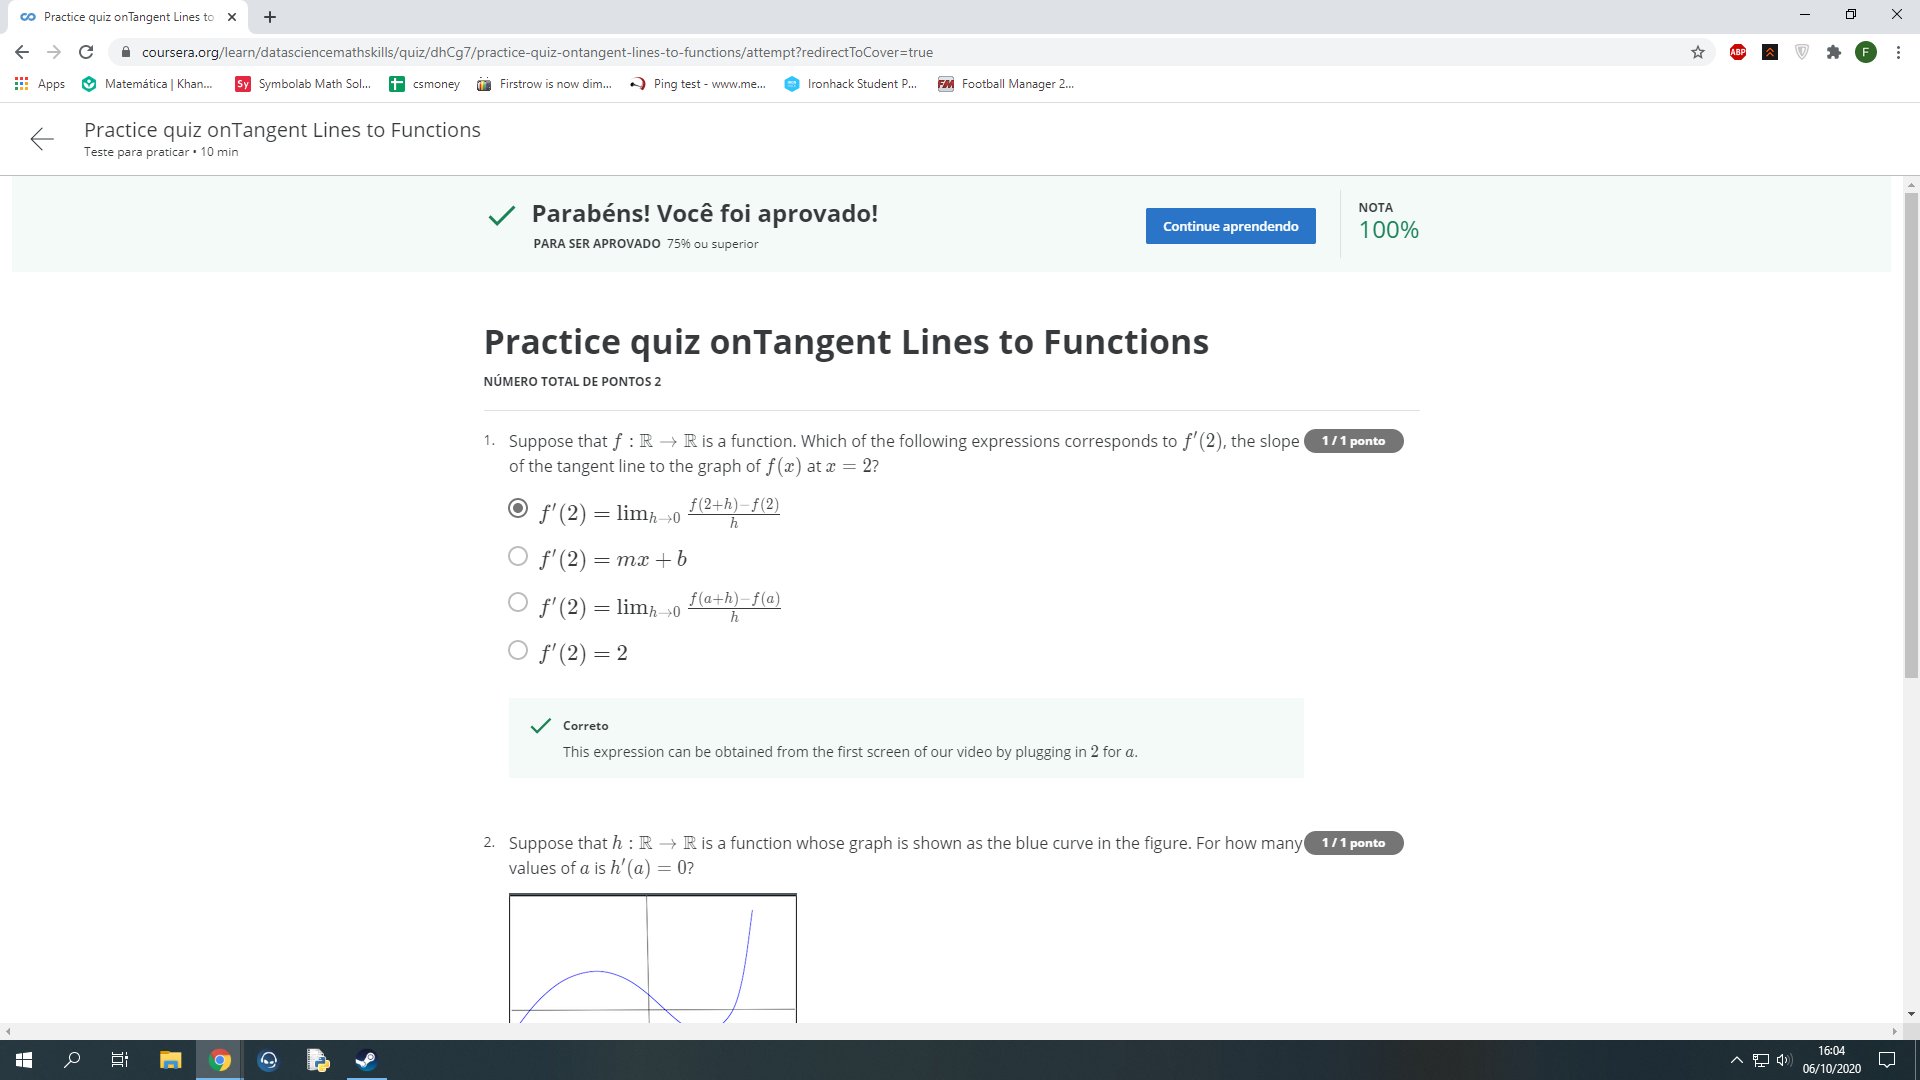 Practice quiz onTangent Lines to
coursera.org/learn/datasciencemathskills/quiz/dhCg7/practice-quiz-ontangent-lines-to-functions/attempt?redirectToCover=true
ABP
F
Apps
Matemática | Khan...
Sy Symbolab Math Sol...
csmoney
Firstrow is now dim...
Ping test - www.me...
Ironhack Student P...
FM Football Manager 2...
Practice quiz onTangent Lines to Functions
Teste para praticar • 10 min
Parabéns! Você foi aprovado!
PARA SER APROVADO 75% ou superior
Continue aprendendo
NOTA
100%
Practice quiz onTangent Lines to Functions
NÚMERO TOTAL DE PONTOS 2
1. Suppose that f : ℝ → ℝ is a function. Which of the following expressions corresponds to f′(2), the slope
1 / 1 ponto
of the tangent line to the graph of f(x) at x = 2?
f′(2) = lim_{h→0} \frac{f(2+h)−f(2)}{h}
f′(2) = mx + b
f′(2) = lim_{h→0} \frac{f(a+h)−f(a)}{h}
f′(2) = 2
Correto
This expression can be obtained from the first screen of our video by plugging in 2 for a.
2. Suppose that h : ℝ → ℝ is a function whose graph is shown as the blue curve in the figure. For how many
1 / 1 ponto
values of a is h′(a) = 0?
16:04
06/10/2020